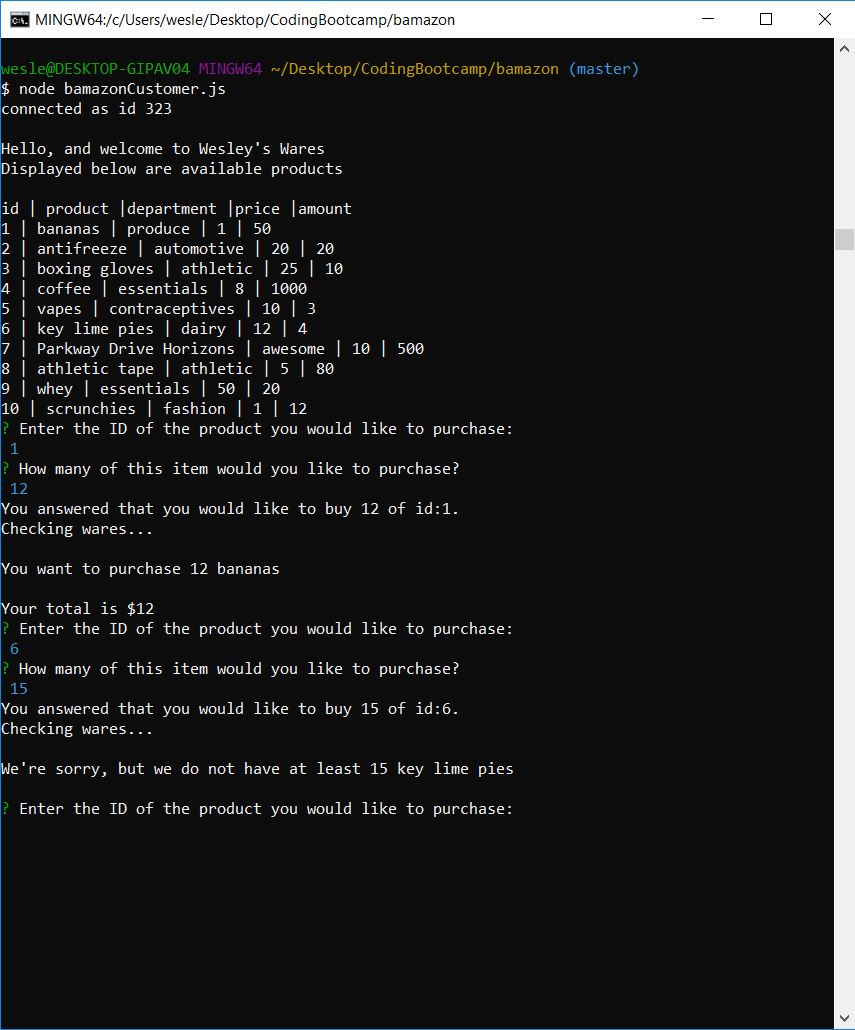 MINGW64:/c/Users/wesle/Desktop/CodingBootcamp/bamazon
wesle@DESKTOP-GIPAV04 MINGW64 ~/Desktop/CodingBootcamp/bamazon (master)
$ node bamazonCustomer.js
connected as id 323
Hello, and welcome to Wesley's Wares
Displayed below are available products
id | product |department |price |amount
1 | bananas | produce | 1 | 50
2 | antifreeze | automotive | 20 | 20
3 | boxing gloves | athletic | 25 | 10
4 | coffee | essentials | 8 | 1000
5 | vapes | contraceptives | 10 | 3
6 | key lime pies | dairy | 12 | 4
7 | Parkway Drive Horizons | awesome | 10 | 500
8 | athletic tape | athletic | 5 | 80
9 | whey | essentials | 50 | 20
10 | scrunchies | fashion | 1 | 12
? Enter the ID of the product you would like to purchase:
1
? How many of this item would you like to purchase?
12
You answered that you would like to buy 12 of id:1.
Checking wares...
You want to purchase 12 bananas
Your total is $12
? Enter the ID of the product you would like to purchase:
6
? How many of this item would you like to purchase?
15
You answered that you would like to buy 15 of id:6.
Checking wares...
We're sorry, but we do not have at least 15 key lime pies
? Enter the ID of the product you would like to purchase: